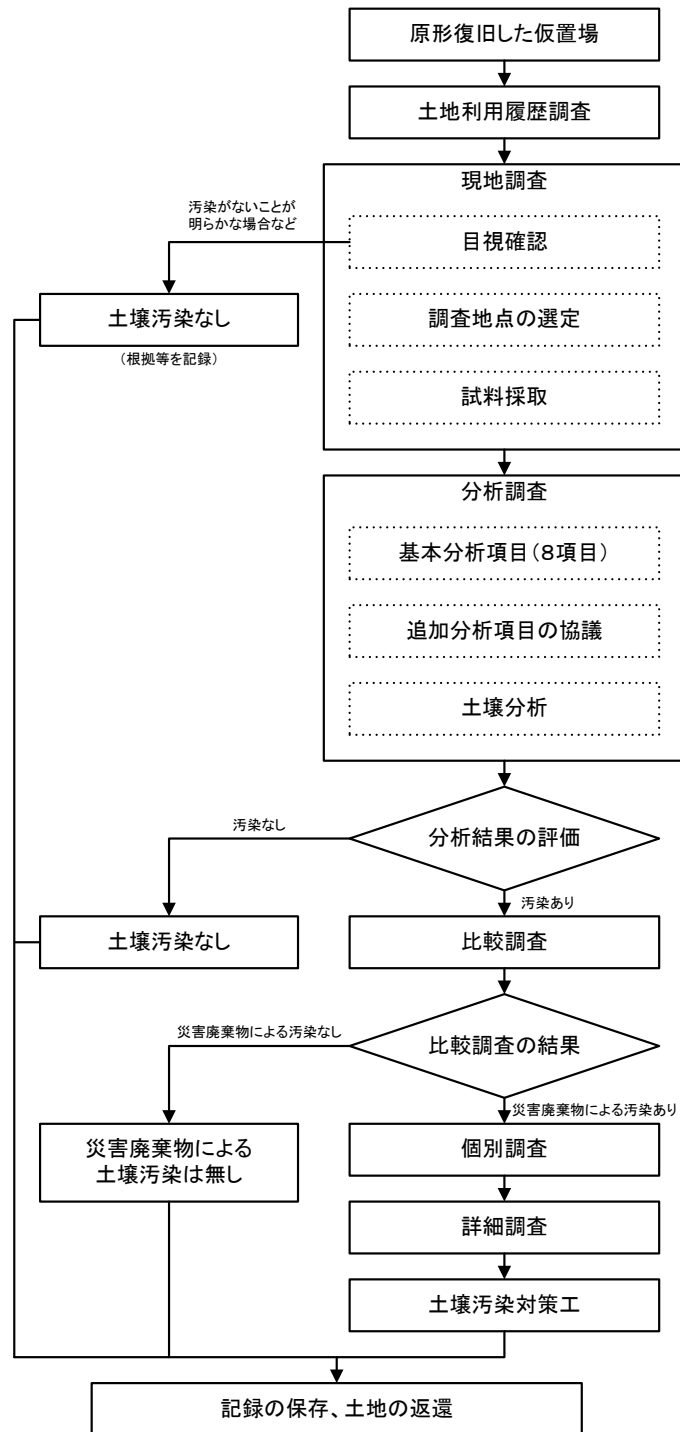 原形復旧した仮置場
土地利用履歴調査
現地調査
汚染がないことが
明らかな場合など
目視確認
土壌汚染なし
(根拠等を記録)
調査地点の選定
試料採取
分析調査
基本分析項目(8項目)
追加分析項目の協議
土壌分析
汚染なし
分析結果の評価
汚染あり
土壌汚染なし
比較調査
災害廃棄物による汚染なし
比較調査の結果
災害廃棄物による汚染あり
災害廃棄物による
土壌汚染は無し
個別調査
詳細調査
土壌汚染対策工
記録の保存、土地の返還